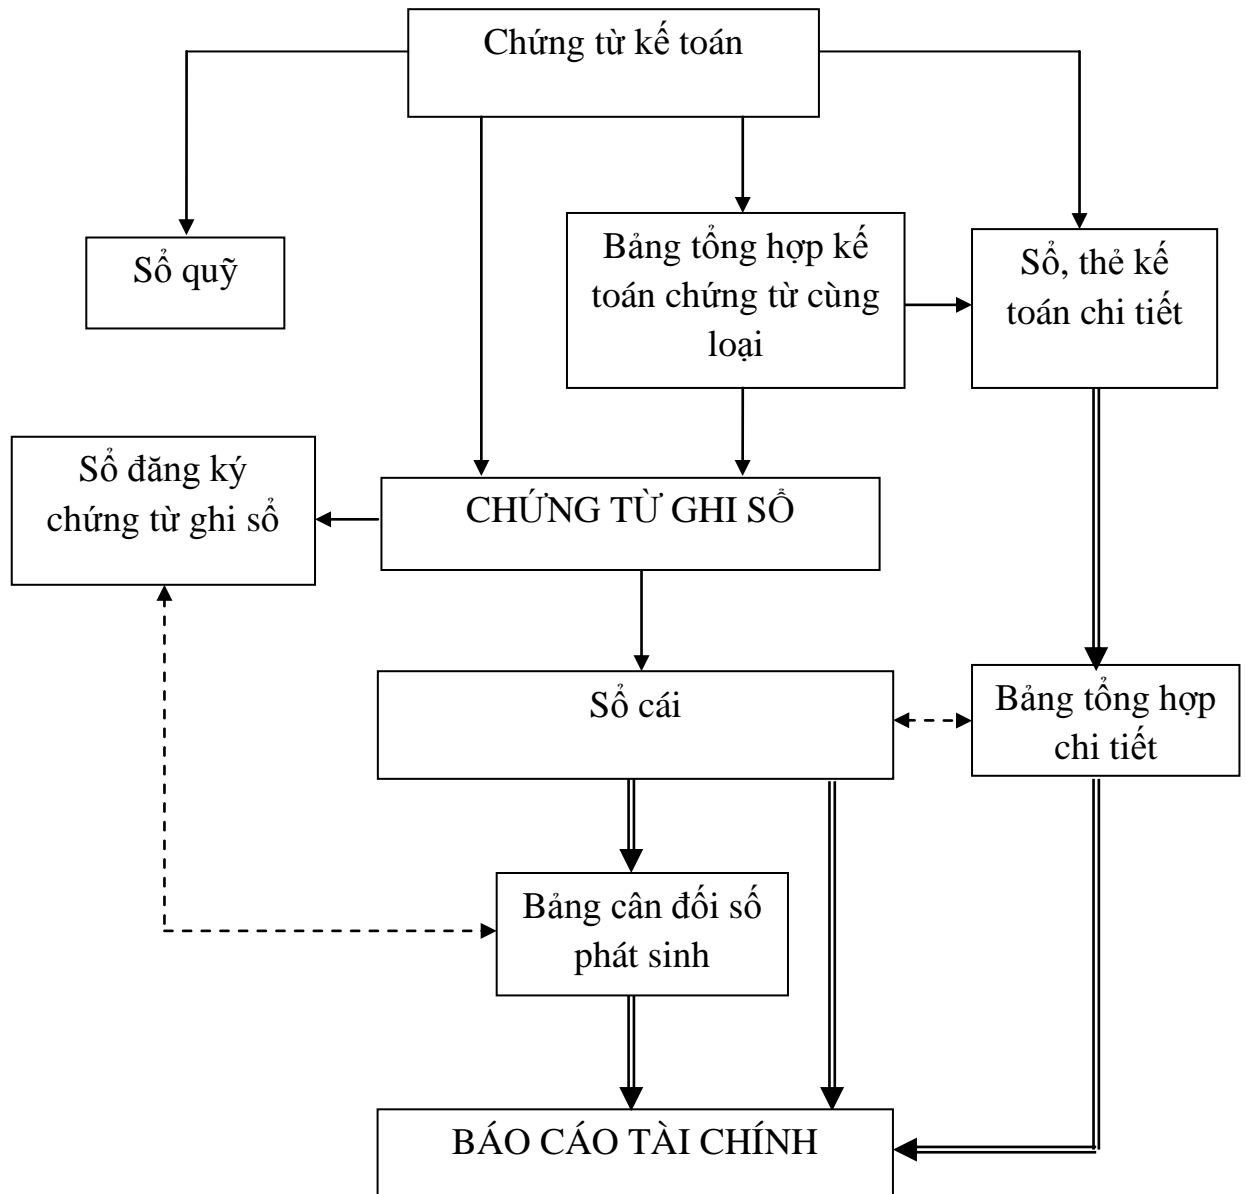 Chứng từ kế toán
Sổ quỹ
Bảng tổng hợp kế
toán chứng từ cùng
loại
Sổ, thẻ kế
toán chi tiết
Sổ đăng ký
chứng từ ghi sổ
CHỨNG TỪ GHI SỔ
Sổ cái
Bảng tổng hợp
chi tiết
Bảng cân đối số
phát sinh
BÁO CÁO TÀI CHÍNH